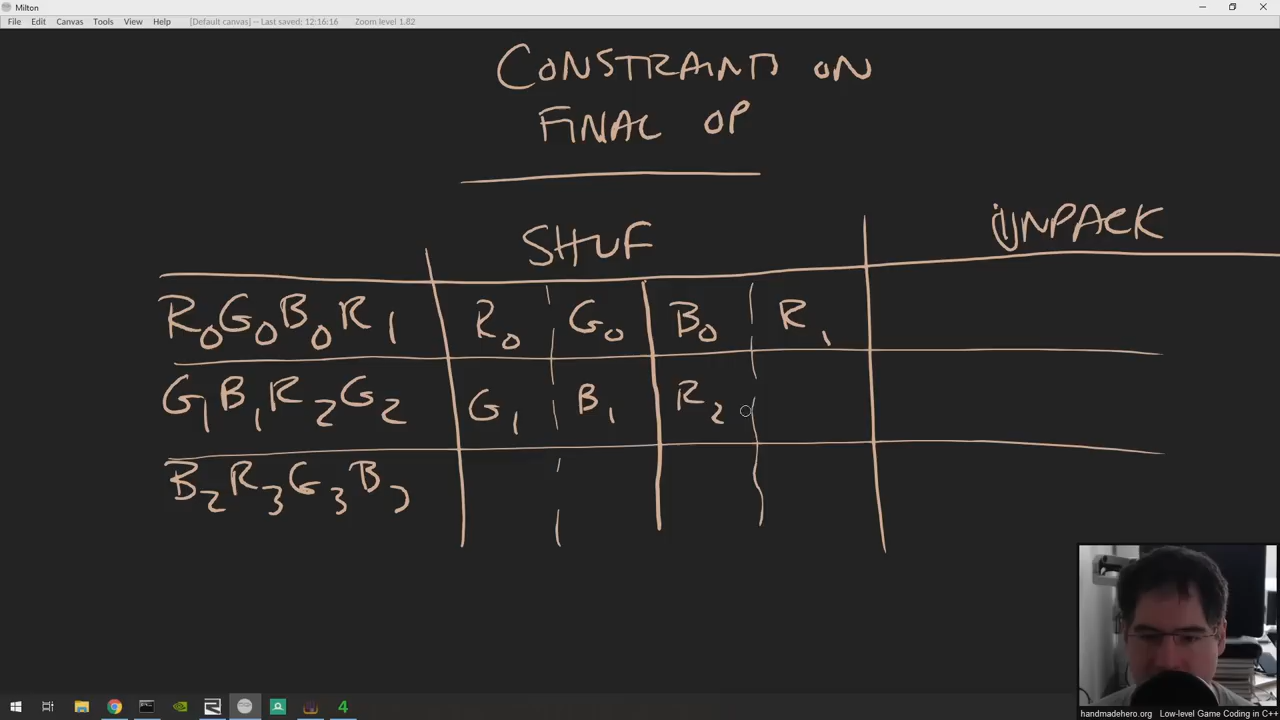 Milton
File Edit Canvas Tools View Help [Default canvas] – Last saved: 12:16:16 Zoom level 1.82
CONSTRAINTS ON
FINAL OP
SHUF UNPACK
R0G0B0R1 R0 G0 B0 R1
G1B1R2G2 G1 B1 R2
B2R3G3B3
4
handmadehero.org Low-level Game Coding in C++